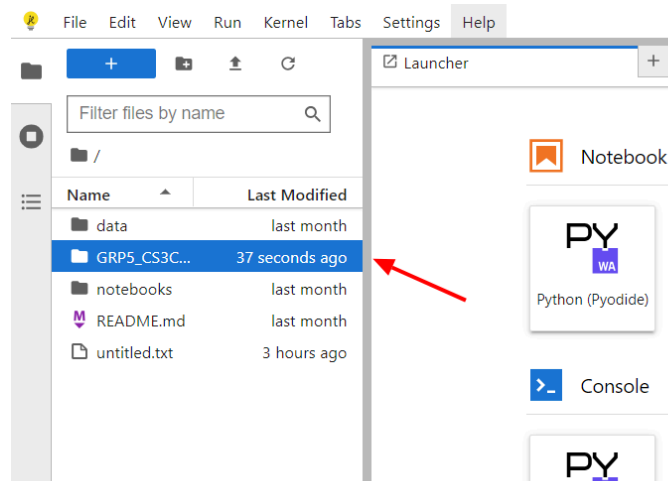 File Edit View Run Kernel Tabs Settings Help
Filter files by name
/
Name Last Modified
data last month
GRP5_CS3C... 37 seconds ago
notebooks last month
README.md last month
untitled.txt 3 hours ago
Launcher
Notebook
PY
WA
Python (Pyodide)
Console
PY